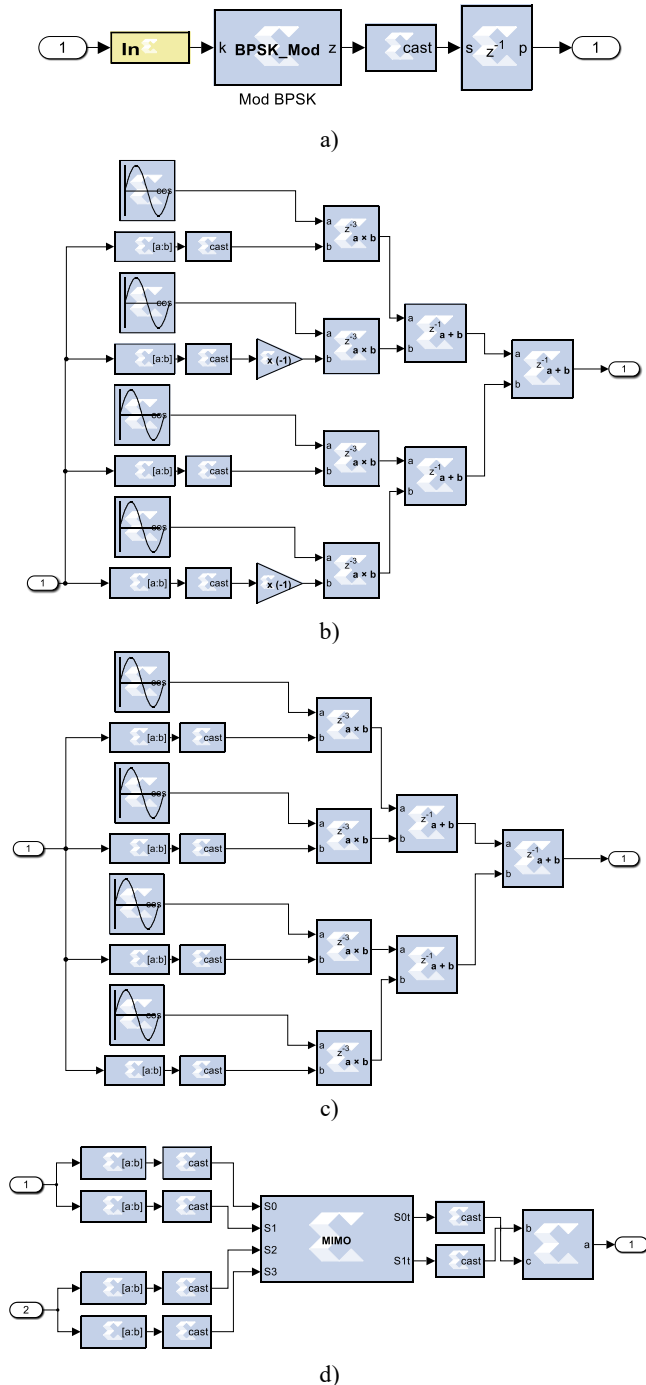 1 In k BPSK_Mod z cast s z⁻¹ p 1
Mod BPSK
a)
cos
a
z⁻³
a × b
[a:b] cast b
cos
a
z⁻³
a × b
a
z⁻¹
a + b
[a:b] cast x (-1) b
b
a
z⁻¹
a + b
1
b
cos
a
z⁻³
a × b
a
z⁻¹
a + b
[a:b] cast b
b
cos
a
z⁻³
a × b
1 [a:b] cast x (-1) b
b)
cos
a
z⁻³
a × b
[a:b] cast b
cos
a
z⁻³
a × b
a
z⁻¹
a + b
1 [a:b] cast b
b
a
z⁻¹
a + b
1
b
cos
a
z⁻³
a × b
a
z⁻¹
a + b
[a:b] cast b
b
cos
a
z⁻³
a × b
[a:b] cast b
c)
[a:b] cast
1
[a:b] cast
S0 S0t cast b
S1
MIMO a 1
S2
S3 S1t cast c
[a:b] cast
2
[a:b] cast
d)